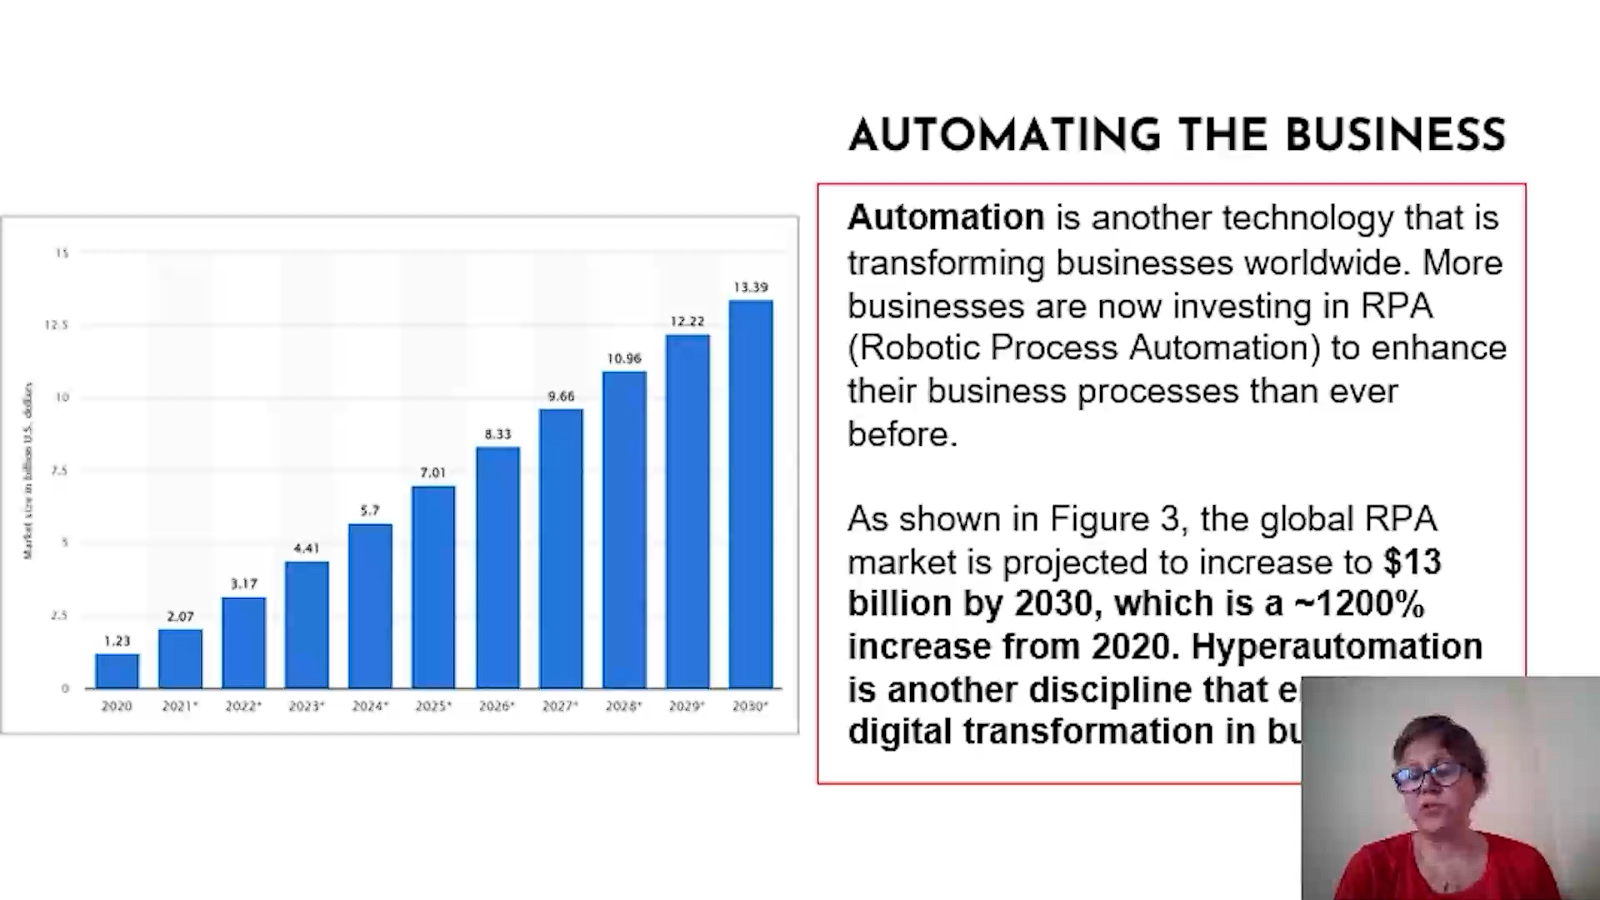 AUTOMATING THE BUSINESS
Automation is another technology that is
transforming businesses worldwide. More
businesses are now investing in RPA
(Robotic Process Automation) to enhance
their business processes than ever
before.
As shown in Figure 3, the global RPA
market is projected to increase to $13
billion by 2030, which is a ~1200%
increase from 2020. Hyperautomation
is another discipline that
digital transformation in
Market size in billion U.S. dollars
15
12.5
10
7.5
5
2.5
0
1.23
2.07
3.17
4.41
5.7
7.01
8.33
9.66
10.96
12.22
13.39
2020 2021* 2022* 2023* 2024* 2025* 2026* 2027* 2028* 2029* 2030*